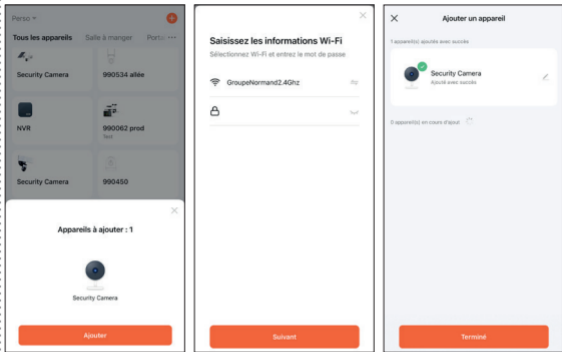 Perso
Tous les appareils Salle à manger
Security Camera 990534 allée
NVR 990062 prod
Test
Security Camera 990450
Appareils à ajouter : 1
Security Camera
Ajouter
Saisissez les informations Wi-Fi
Sélectionnez Wi-Fi et entrez le mot de passe
GroupeNormand2.4Ghz
Suivant
Ajouter un appareil
1 appareil(s) ajoutés avec succès
Security Camera
Ajouté avec succès
0 appareil(s) en cours d'ajout
Terminé